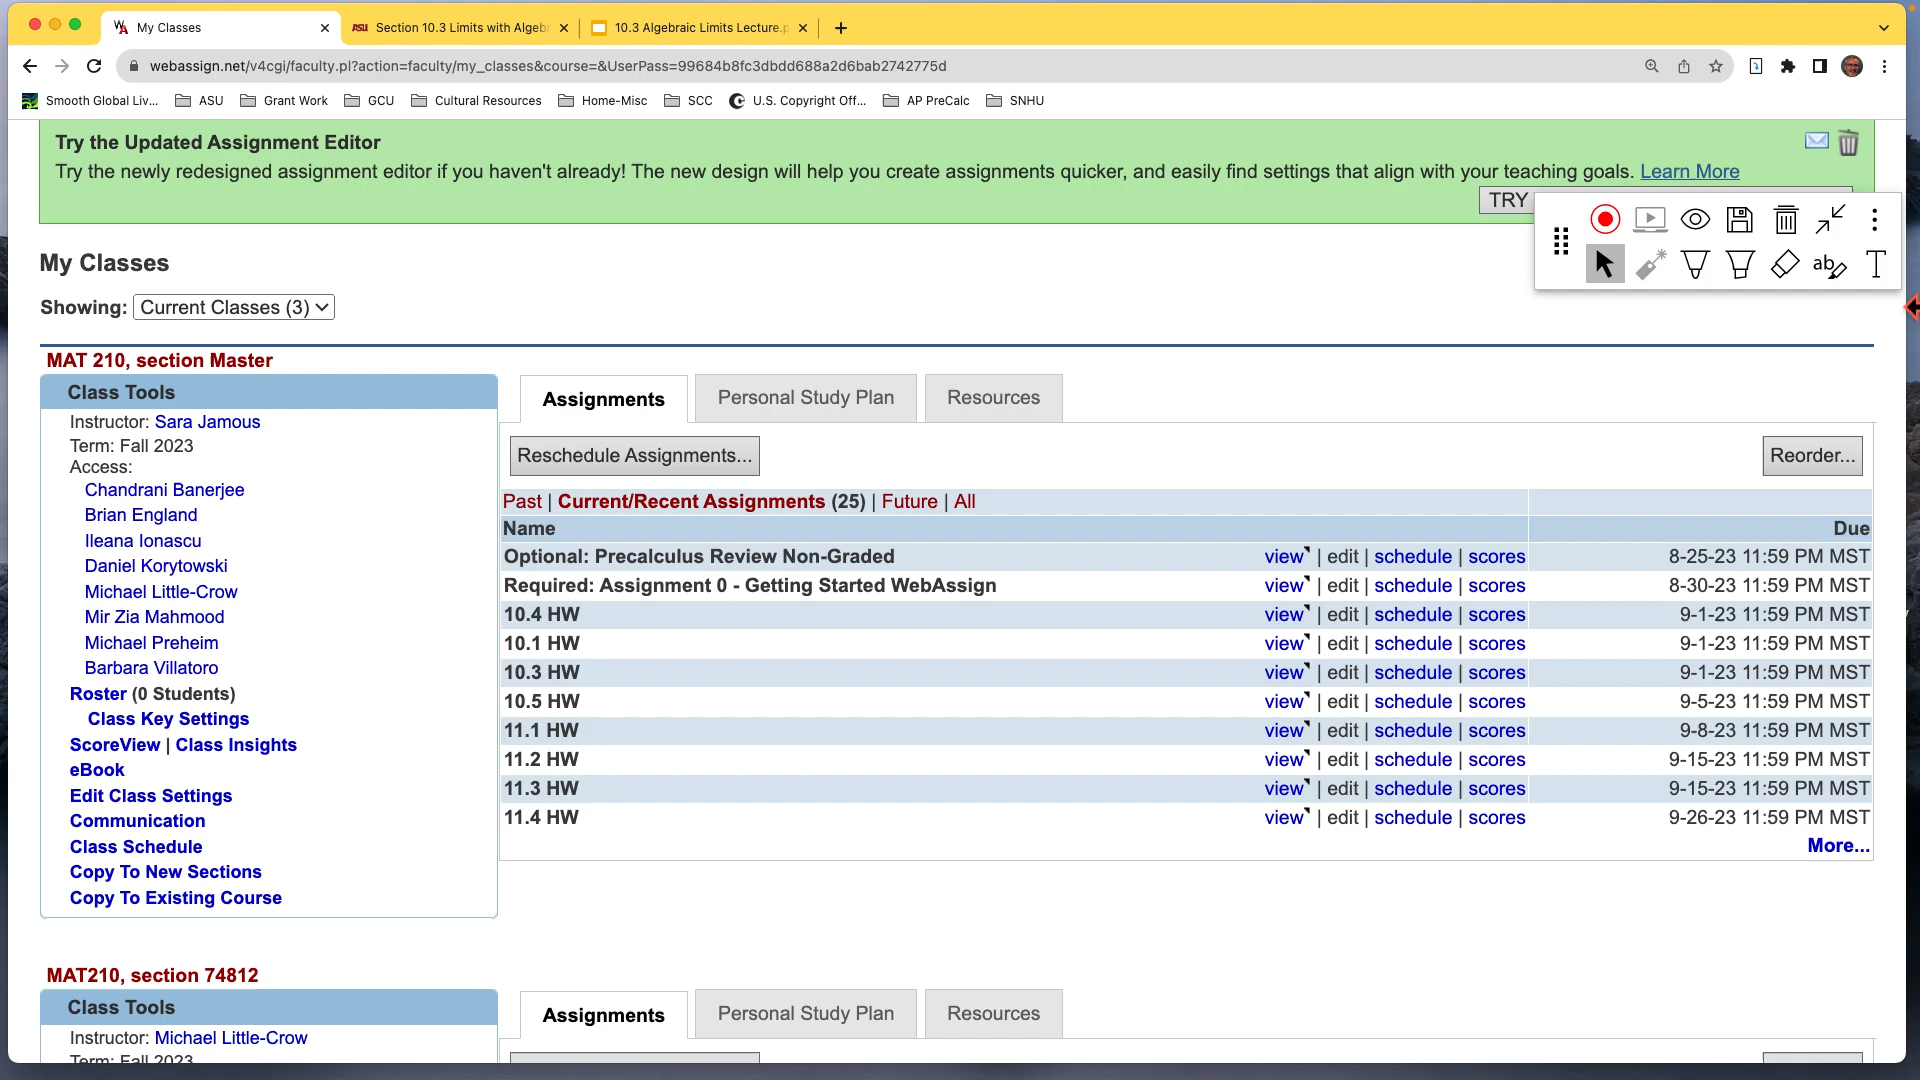 My Classes
Section 10.3 Limits with Algeb
10.3 Algebraic Limits Lecture.p
webassign.net/v4cgi/faculty.pl?action=faculty/my_classes&course=&UserPass=99684b8fc3dbdd688a2d6bab2742775d
Smooth Global Liv... ASU Grant Work GCU Cultural Resources Home-Misc SCC U.S. Copyright Off... AP PreCalc SNHU
Try the Updated Assignment Editor
Try the newly redesigned assignment editor if you haven't already! The new design will help you create assignments quicker, and easily find settings that align with your teaching goals. Learn More
TRY
My Classes
Showing: Current Classes (3)
MAT 210, section Master
Class Tools
Instructor: Sara Jamous
Term: Fall 2023
Access:
Chandrani Banerjee
Brian England
Ileana Ionascu
Daniel Korytowski
Michael Little-Crow
Mir Zia Mahmood
Michael Preheim
Barbara Villatoro
Roster (0 Students)
Class Key Settings
ScoreView | Class Insights
eBook
Edit Class Settings
Communication
Class Schedule
Copy To New Sections
Copy To Existing Course
Assignments Personal Study Plan Resources
Reschedule Assignments... Reorder...
Past | Current/Recent Assignments (25) | Future | All
Name Due
Optional: Precalculus Review Non-Graded view | edit | schedule | scores 8-25-23 11:59 PM MST
Required: Assignment 0 - Getting Started WebAssign view | edit | schedule | scores 8-30-23 11:59 PM MST
10.4 HW view | edit | schedule | scores 9-1-23 11:59 PM MST
10.1 HW view | edit | schedule | scores 9-1-23 11:59 PM MST
10.3 HW view | edit | schedule | scores 9-1-23 11:59 PM MST
10.5 HW view | edit | schedule | scores 9-5-23 11:59 PM MST
11.1 HW view | edit | schedule | scores 9-8-23 11:59 PM MST
11.2 HW view | edit | schedule | scores 9-15-23 11:59 PM MST
11.3 HW view | edit | schedule | scores 9-15-23 11:59 PM MST
11.4 HW view | edit | schedule | scores 9-26-23 11:59 PM MST
More...
MAT210, section 74812
Class Tools
Instructor: Michael Little-Crow
Term: Fall 2023
Assignments Personal Study Plan Resources